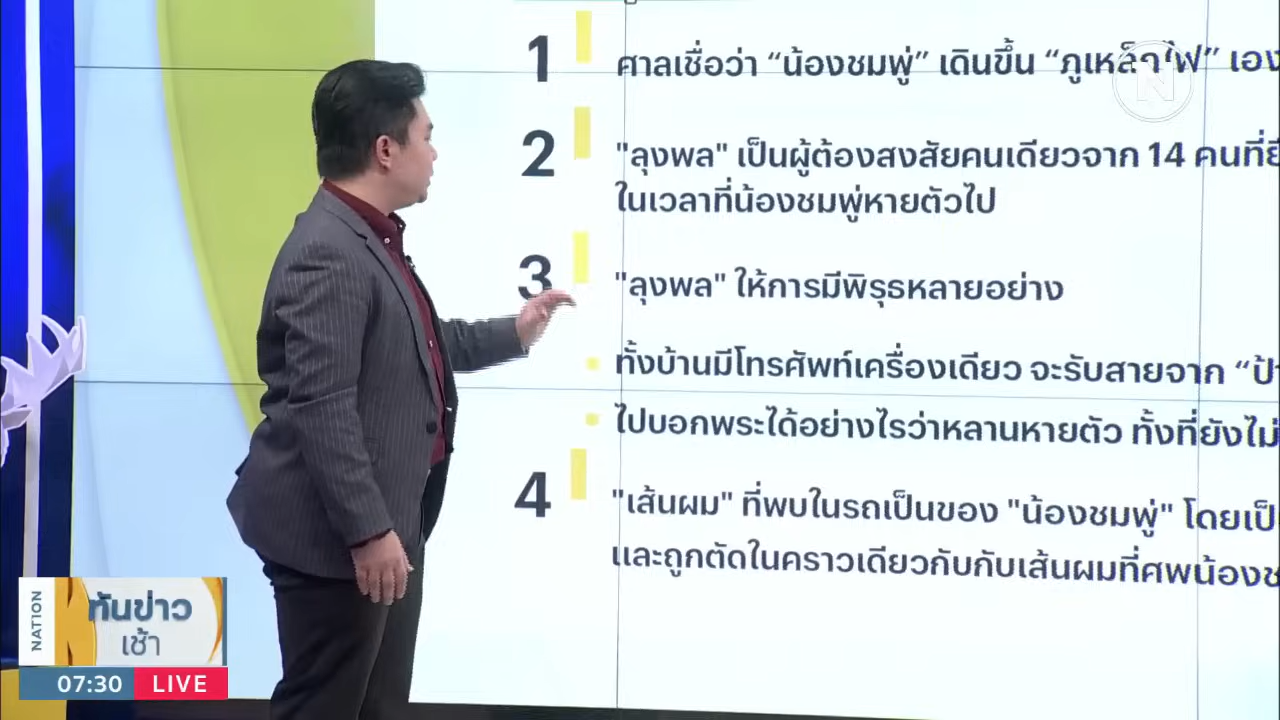 1
ศาลเชื่อว่า “น้องชมพู่” เดินขึ้น “ภูเหล็กไฟ” เอง
2
"ลุงพล" เป็นผู้ต้องสงสัยคนเดียวจาก 14 คนที่
ในเวลาที่น้องชมพู่หายตัวไป
3
"ลุงพล" ให้การมีพิรุธหลายอย่าง
ทั้งบ้านมีโทรศัพท์เครื่องเดียว จะรับสายจาก “ป้า
ไปบอกพระได้อย่างไรว่าหลานหายตัว ทั้งที่ยังไม่
4
"เส้นผม" ที่พบในรถเป็นของ "น้องชมพู่" โดยเป็
และถูกตัดในคราวเดียวกับกับเส้นผมที่ศพน้องช
N
NATION
ทันข่าว
เช้า
07:30 LIVE